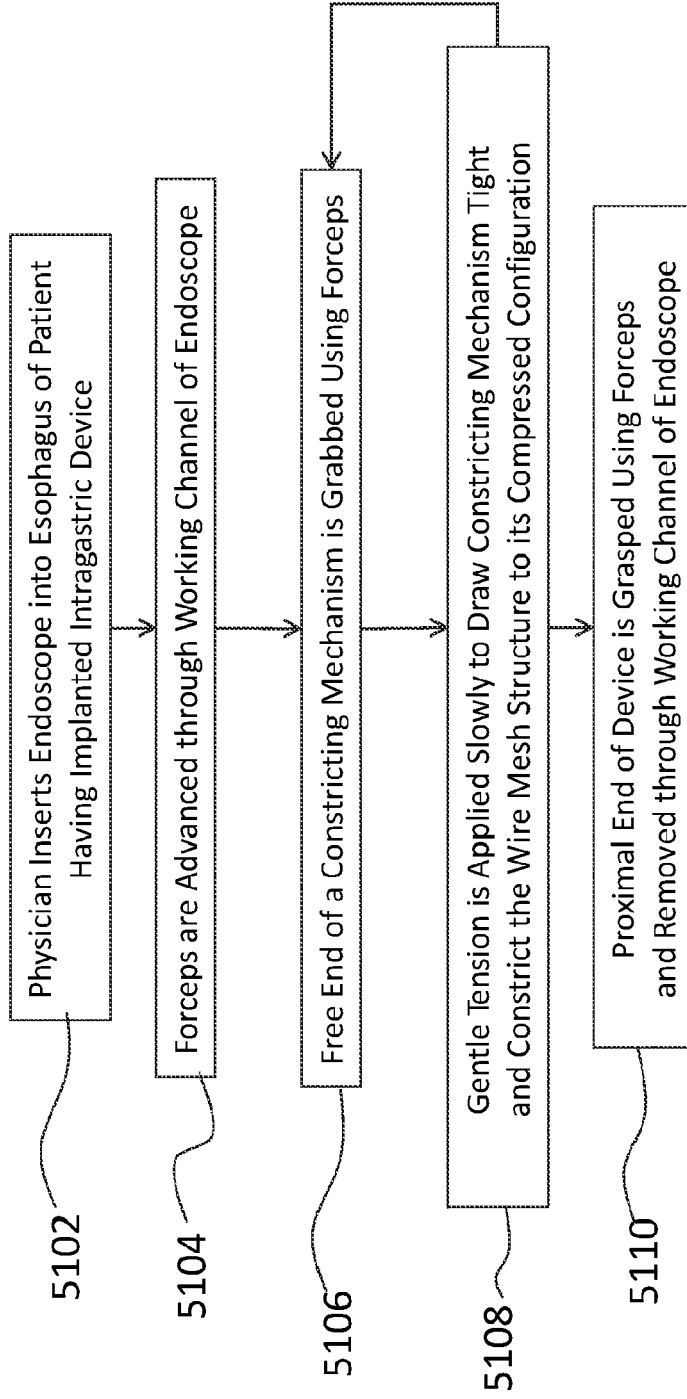 5102
Physician Inserts Endoscope into Esophagus of Patient
Having Implanted Intragastric Device
5104
Forceps are Advanced through Working Channel of Endoscope
5106
Free End of a Constricting Mechanism is Grabbed Using Forceps
5108
Gentle Tension is Applied Slowly to Draw Constricting Mechanism Tight
and Constrict the Wire Mesh Structure to its Compressed Configuration
5110
Proximal End of Device is Grasped Using Forceps
and Removed through Working Channel of Endoscope